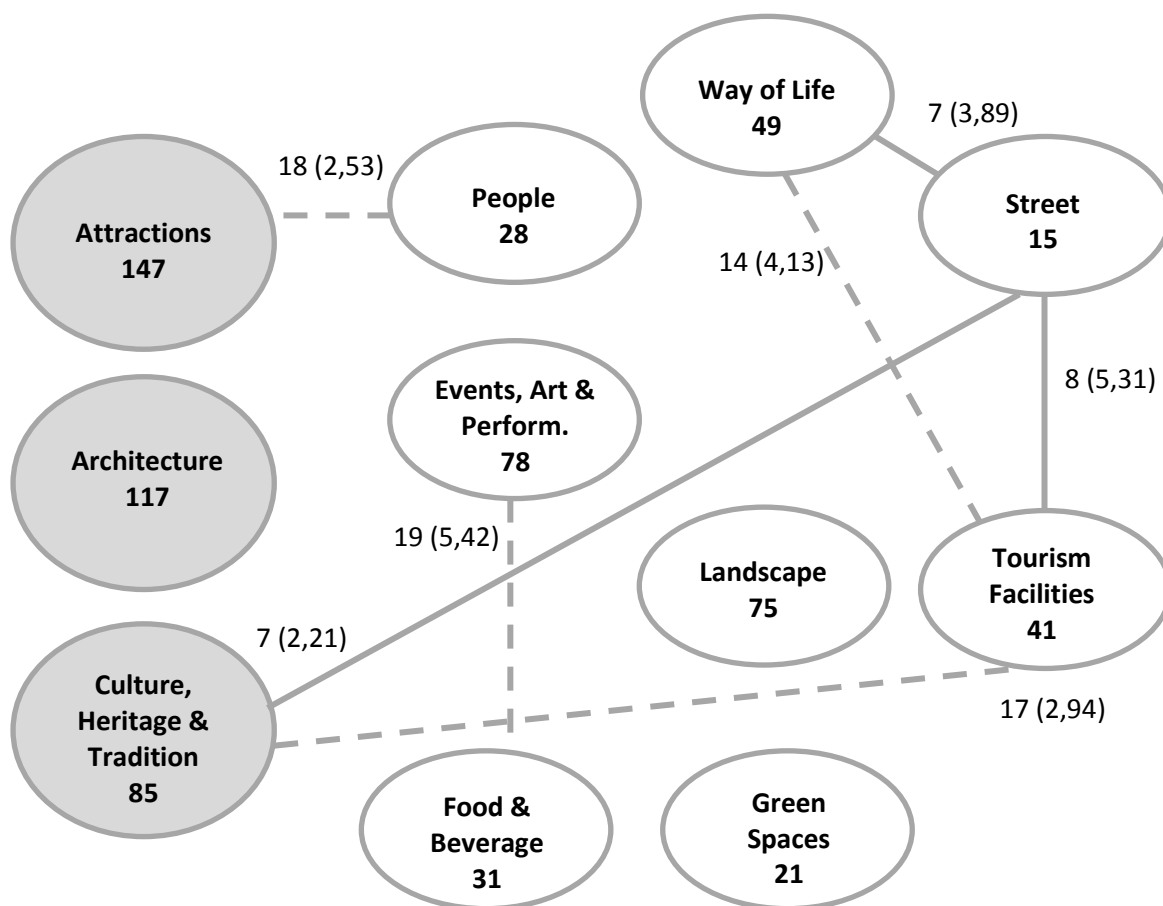 Way of Life
49
7 (3,89)
18 (2,53)
People
28
Street
15
Attractions
147
14 (4,13)
Events, Art &
Perform.
78
8 (5,31)
Architecture
117
19 (5,42)
Landscape
75
Tourism
Facilities
41
7 (2,21)
Culture,
Heritage &
Tradition
85
17 (2,94)
Food &
Beverage
31
Green
Spaces
21